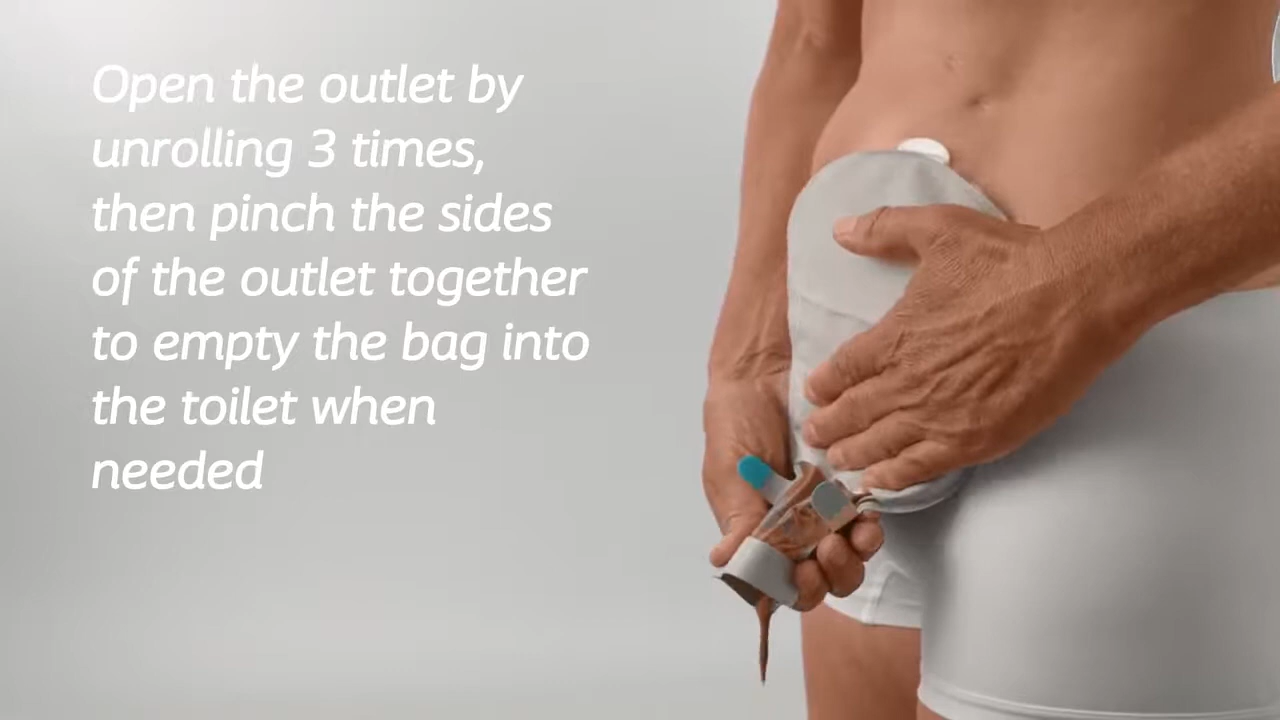 Open the outlet by
unrolling 3 times,
then pinch the sides
of the outlet together
to empty the bag into
the toilet when
needed